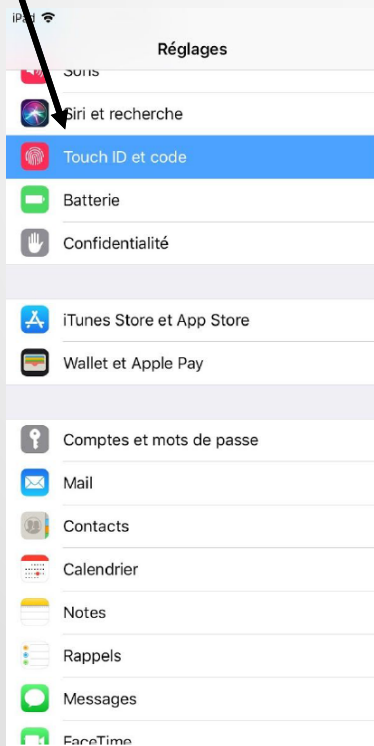 iPad
Réglages
Sons
Siri et recherche
Touch ID et code
Batterie
Confidentialité
iTunes Store et App Store
Wallet et Apple Pay
Comptes et mots de passe
Mail
Contacts
Calendrier
Notes
Rappels
Messages
FaceTime